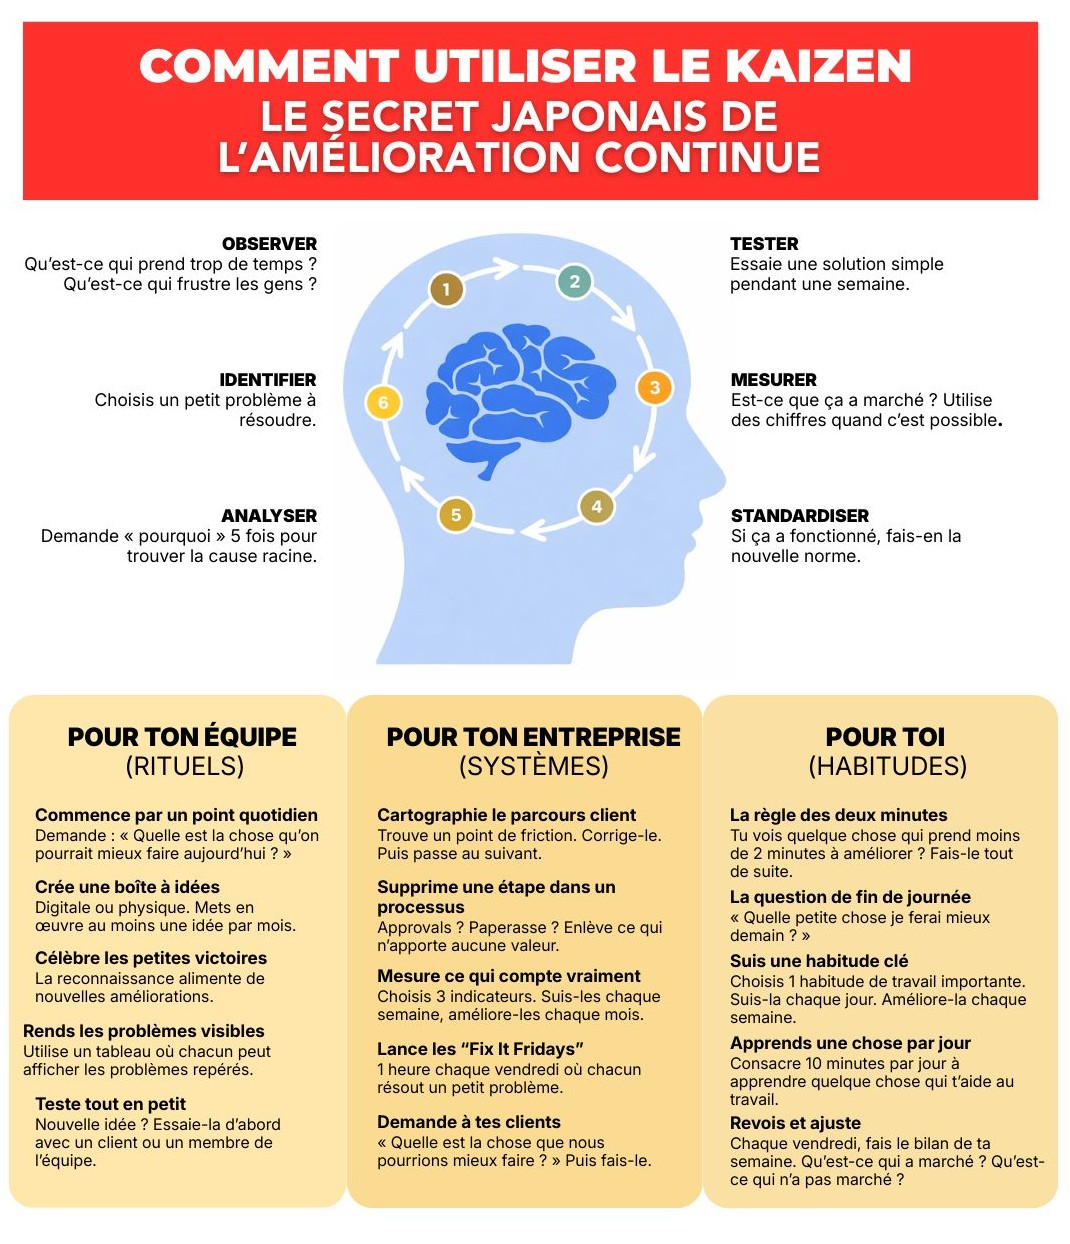 COMMENT UTILISER LE KAIZEN
LE SECRET JAPONAIS DE
L'AMÉLIORATION CONTINUE
OBSERVER
Qu'est-ce qui prend trop de temps ?
Qu'est-ce qui frustre les gens ?
IDENTIFIER
Choisis un petit problème à
résoudre.
ANALYSER
Demande « pourquoi » 5 fois pour
trouver la cause racine.
1
2
3
4
5
6
TESTER
Essaie une solution simple
pendant une semaine.
MESURER
Est-ce que ça a marché ? Utilise
des chiffres quand c'est possible.
STANDARDISER
Si ça a fonctionné, fais-en la
nouvelle norme.
POUR TON ÉQUIPE
(RITUELS)
Commence par un point quotidien
Demande : « Quelle est la chose qu'on
pourrait mieux faire aujourd'hui ? »
Crée une boîte à idées
Digitale ou physique. Mets en
œuvre au moins une idée par mois.
Célèbre les petites victoires
La reconnaissance alimente de
nouvelles améliorations.
Rends les problèmes visibles
Utilise un tableau où chacun peut
afficher les problèmes repérés.
Teste tout en petit
Nouvelle idée ? Essaie-la d'abord
avec un client ou un membre de
l'équipe.
POUR TON ENTREPRISE
(SYSTÈMES)
Cartographie le parcours client
Trouve un point de friction. Corrige-le.
Puis passe au suivant.
Supprime une étape dans un
processus
Approvals ? Paperasse ? Enlève ce qui
n'apporte aucune valeur.
Mesure ce qui compte vraiment
Choisis 3 indicateurs. Suis-les chaque
semaine, améliore-les chaque mois.
Lance les “Fix It Fridays”
1 heure chaque vendredi où chacun
résout un petit problème.
Demande à tes clients
« Quelle est la chose que nous
pourrions mieux faire ? » Puis fais-le.
POUR TOI
(HABITUDES)
La règle des deux minutes
Tu vois quelque chose qui prend moins
de 2 minutes à améliorer ? Fais-le tout
de suite.
La question de fin de journée
« Quelle petite chose je ferai mieux
demain ? »
Suis une habitude clé
Choisis 1 habitude de travail importante.
Suis-la chaque jour. Améliore-la chaque
semaine.
Apprends une chose par jour
Consacre 10 minutes par jour à
apprendre quelque chose qui t'aide au
travail.
Revois et ajuste
Chaque vendredi, fais le bilan de ta
semaine. Qu'est-ce qui a marché ? Qu'est-
ce qui n'a pas marché ?